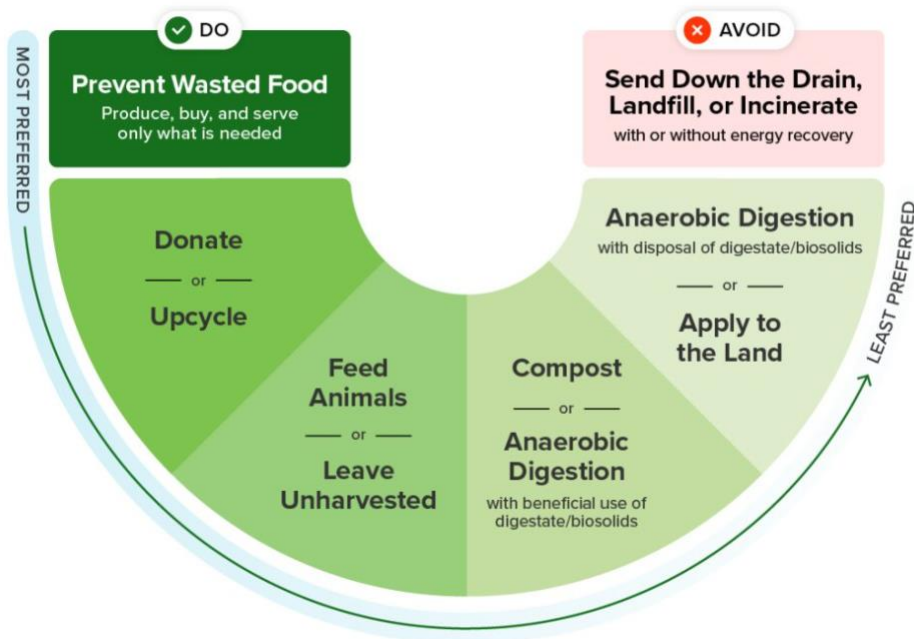 DO
Prevent Wasted Food
Produce, buy, and serve
only what is needed
AVOID
Send Down the Drain,
Landfill, or Incinerate
with or without energy recovery
MOST PREFERRED
Donate
or
Upcycle
Feed
Animals
or
Leave
Unharvested
Compost
or
Anaerobic
Digestion
with beneficial use of
digestate/biosolids
Anaerobic Digestion
with disposal of digestate/biosolids
or
Apply to
the Land
LEAST PREFERRED